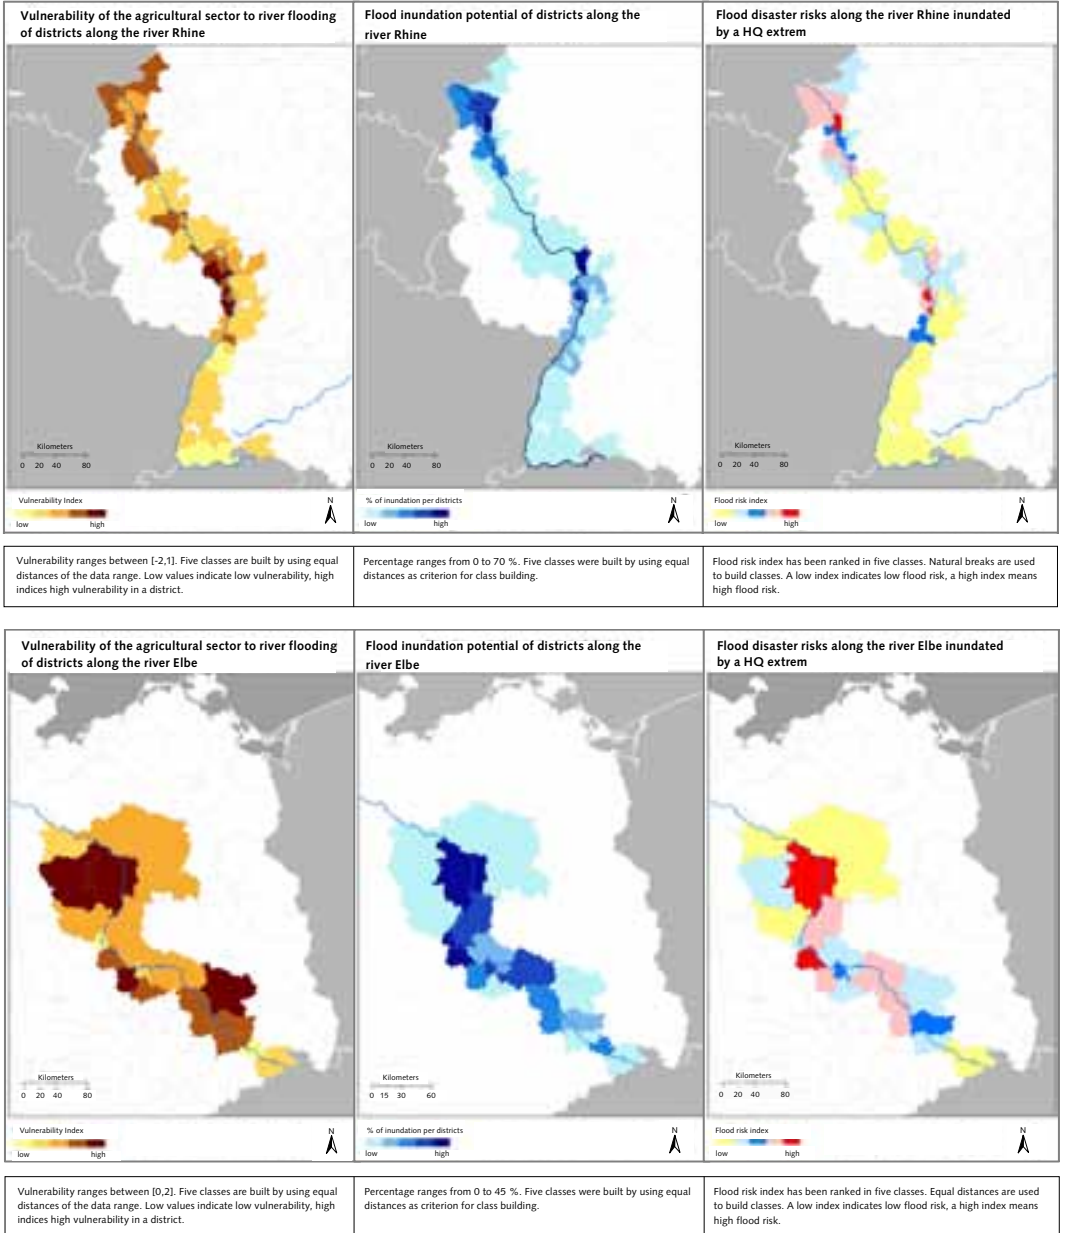 Vulnerability of the agricultural sector to river flooding
of districts along the river Rhine
Flood inundation potential of districts along the
river Rhine
Flood disaster risks along the river Rhine inundated
by a HQ extrem
Kilometers
0 20 40 80
Kilometers
0 20 40 80
Kilometers
0 20 40 80
Vulnerability Index
low high
N
% of inundation per districts
low high
N
Flood risk index
low high
N
Vulnerability ranges between [-2,1]. Five classes are built by using equal
distances of the data range. Low values indicate low vulnerability, high
indices high vulnerability in a district.
Percentage ranges from 0 to 70 %. Five classes were built by using equal
distances as criterion for class building.
Flood risk index has been ranked in five classes. Natural breaks are used
to build classes. A low index indicates low flood risk, a high index means
high flood risk.
Vulnerability of the agricultural sector to river flooding
of districts along the river Elbe
Flood inundation potential of districts along the
river Elbe
Flood disaster risks along the river Elbe inundated
by a HQ extrem
Kilometers
0 20 40 80
Kilometers
0 15 30 60
Kilometers
0 20 40 80
Vulnerability Index
low high
N
% of inundation per districts
low high
N
Flood risk index
low high
N
Vulnerability ranges between [0,2]. Five classes are built by using equal
distances of the data range. Low values indicate low vulnerability, high
indices high vulnerability in a district.
Percentage ranges from 0 to 45 %. Five classes were built by using equal
distances as criterion for class building.
Flood risk index has been ranked in five classes. Equal distances are used
to build classes. A low index indicates low flood risk, a high index means
high flood risk.